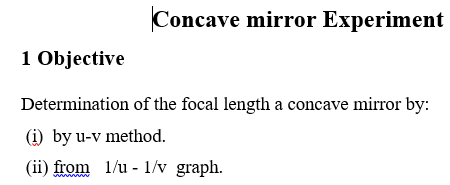 Concave mirror Experiment
1 Objective
Determination of the focal length a concave mirror by:
(i) by u-v method.
(ii) from 1/u - 1/v graph.